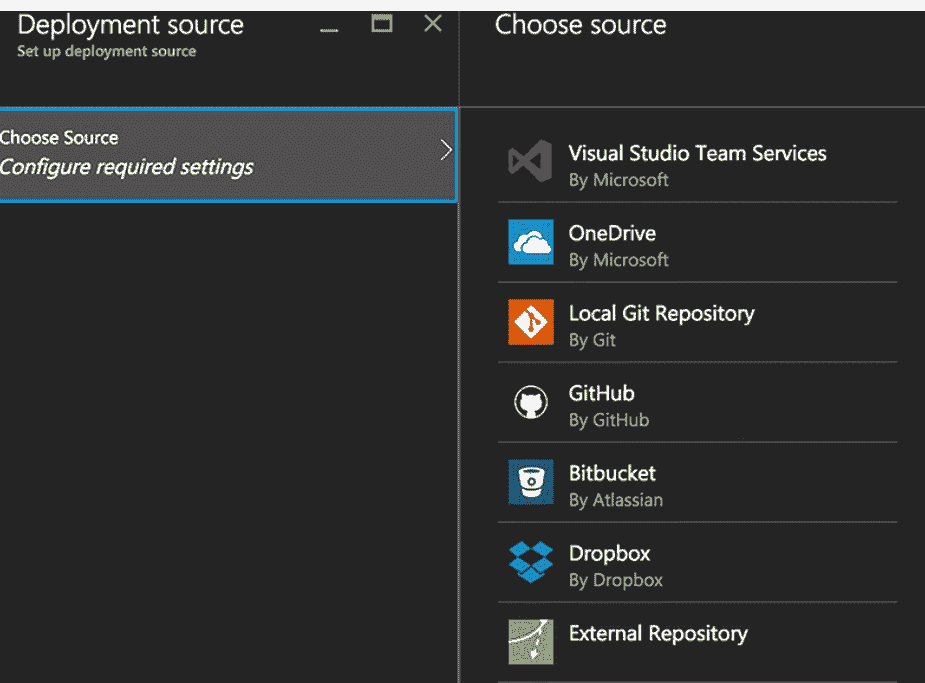 Deployment source
Set up deployment source
Choose Source
Configure required settings
Choose source
Visual Studio Team Services
By Microsoft
OneDrive
By Microsoft
Local Git Repository
By Git
GitHub
By GitHub
Bitbucket
By Atlassian
Dropbox
By Dropbox
External Repository